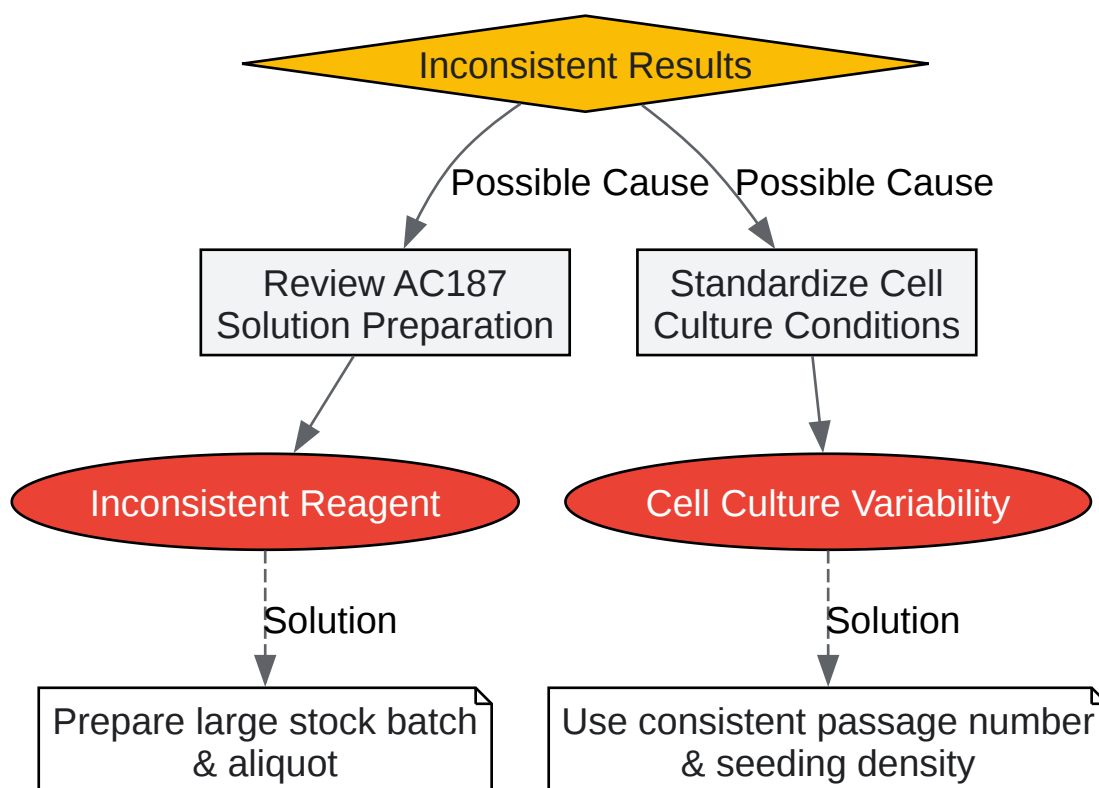 Inconsistent Results
Possible Cause
Possible Cause
Review AC187
Solution Preparation
Standardize Cell
Culture Conditions
Inconsistent Reagent
Cell Culture Variability
Solution
Solution
Prepare large stock batch
& aliquot
Use consistent passage number
& seeding density